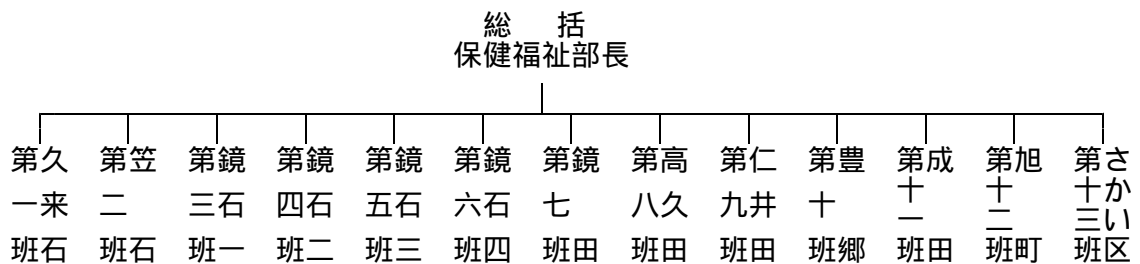 総括
保健福祉部長
第一班 久来石
第二班 笠石
第三班 鏡石一
第四班 鏡石二
第五班 鏡石三
第六班 鏡石四
第七班 鏡田
第八班 高久田
第九班 仁井田
第十班 豊郷
第十一班 成田
第十二班 旭町
第十三班 さかい区